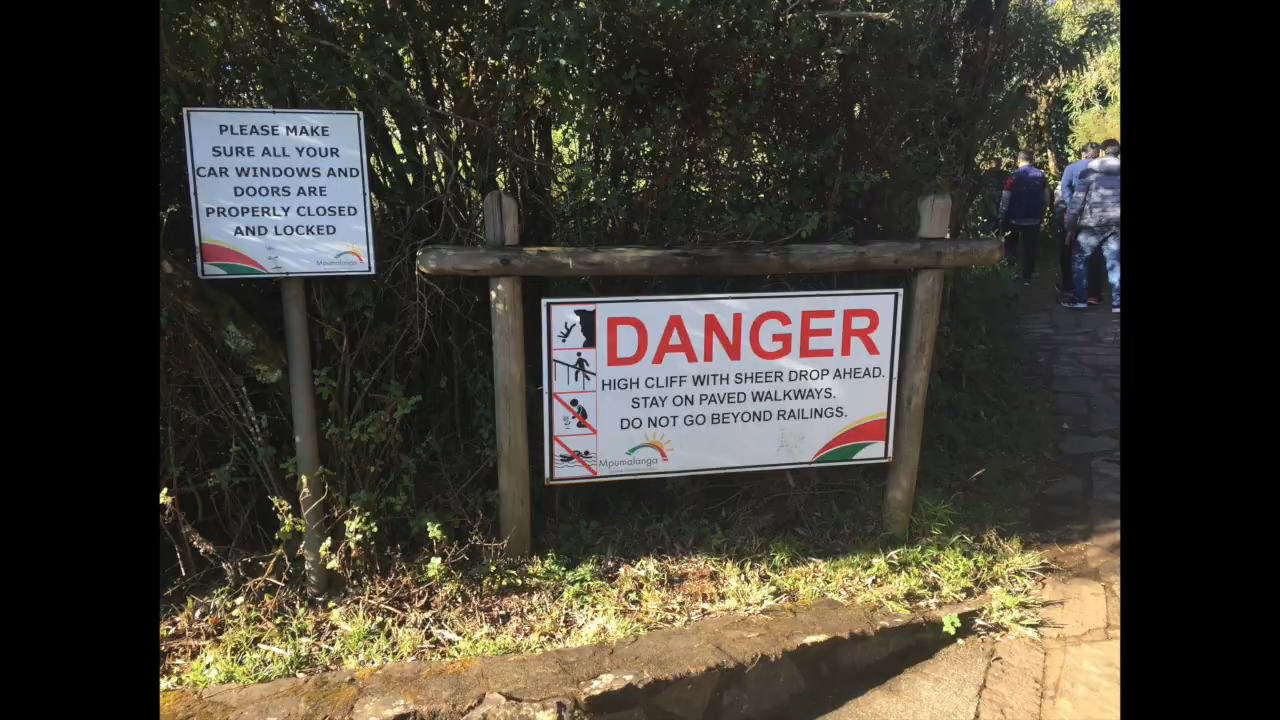 PLEASE MAKE
SURE ALL YOUR
CAR WINDOWS AND
DOORS ARE
PROPERLY CLOSED
AND LOCKED
Mpumalanga
DANGER
HIGH CLIFF WITH SHEER DROP AHEAD.
STAY ON PAVED WALKWAYS.
DO NOT GO BEYOND RAILINGS.
Mpumalanga